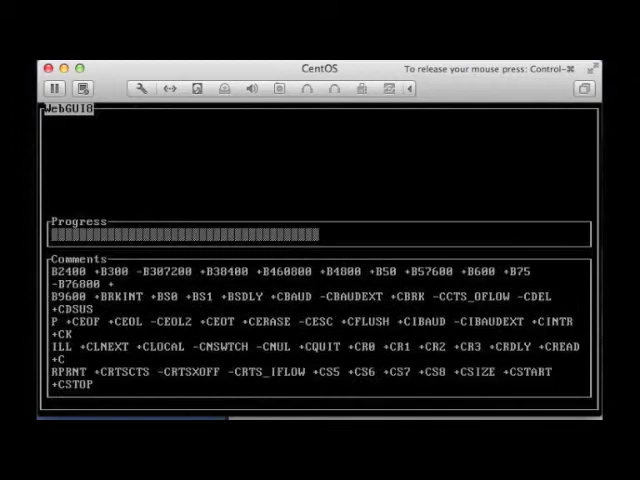 CentOS
To release your mouse press: Control-⌘
WebGUI8
Progress
Comments
B2400 +B300 -B307200 +B38400 +B460800 +B4800 +B50 +B57600 +B600 +B75
-B76800 +
B9600 +BRKINT +BS0 +BS1 +BSDLY +CBAUD -CBAUDEXT +CBRK -CCTS_OFLOW -CDEL
+CDSUS
P +CEOF +CEOL -CEOL2 +CEOT +CERASE -CESC +CFLUSH +CIBAUD -CIBAUDEXT +CINTR
+CK
ILL +CLNEXT +CLOCAL -CNSWTCH -CNUL +CQUIT +CR0 +CR1 +CR2 +CR3 +CRDLY +CREAD
+C
RPRNT +CRTSCTS -CRTSXOFF -CRTS_IFLOW +CS5 +CS6 +CS7 +CS8 +CSIZE +CSTART
+CSTOP